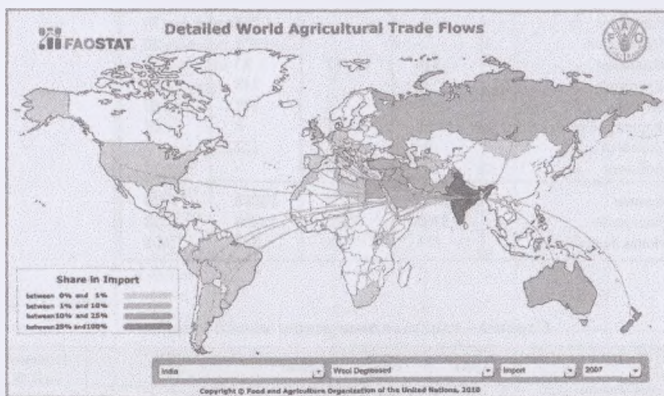 Detailed World Agricultural Trade Flows
FAOSTAT
Share in Import
between 0% and 5%
between 1% and 10%
between 10% and 25%
between 25% and 100%
India
Wool Degreased
Import
2007
Copyright © Food and Agriculture Organization of the United Nations, 2010